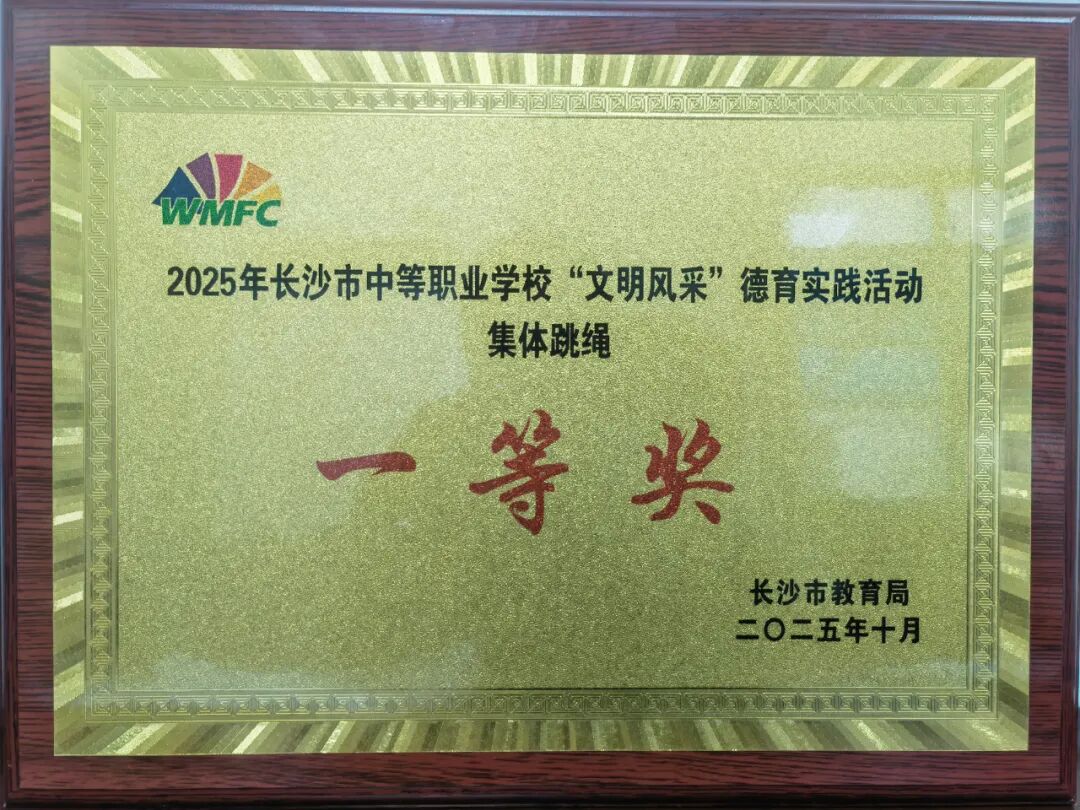 WMFC
2025年长沙市中等职业学校“文明风采”德育实践活动
集体跳绳
一等奖
长沙市教育局
二〇二五年十月